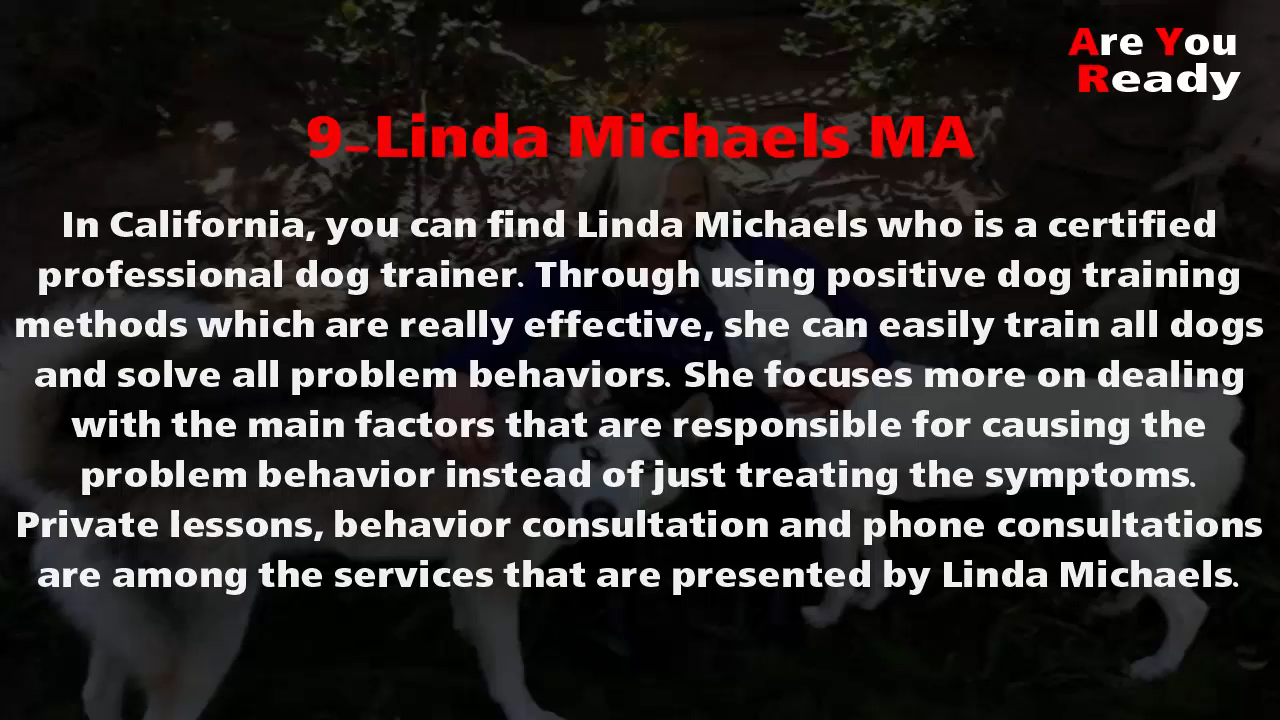 Are You
Ready
9-Linda Michaels MA
In California, you can find Linda Michaels who is a certified
professional dog trainer. Through using positive dog training
methods which are really effective, she can easily train all dogs
and solve all problem behaviors. She focuses more on dealing
with the main factors that are responsible for causing the
problem behavior instead of just treating the symptoms.
Private lessons, behavior consultation and phone consultations
are among the services that are presented by Linda Michaels.